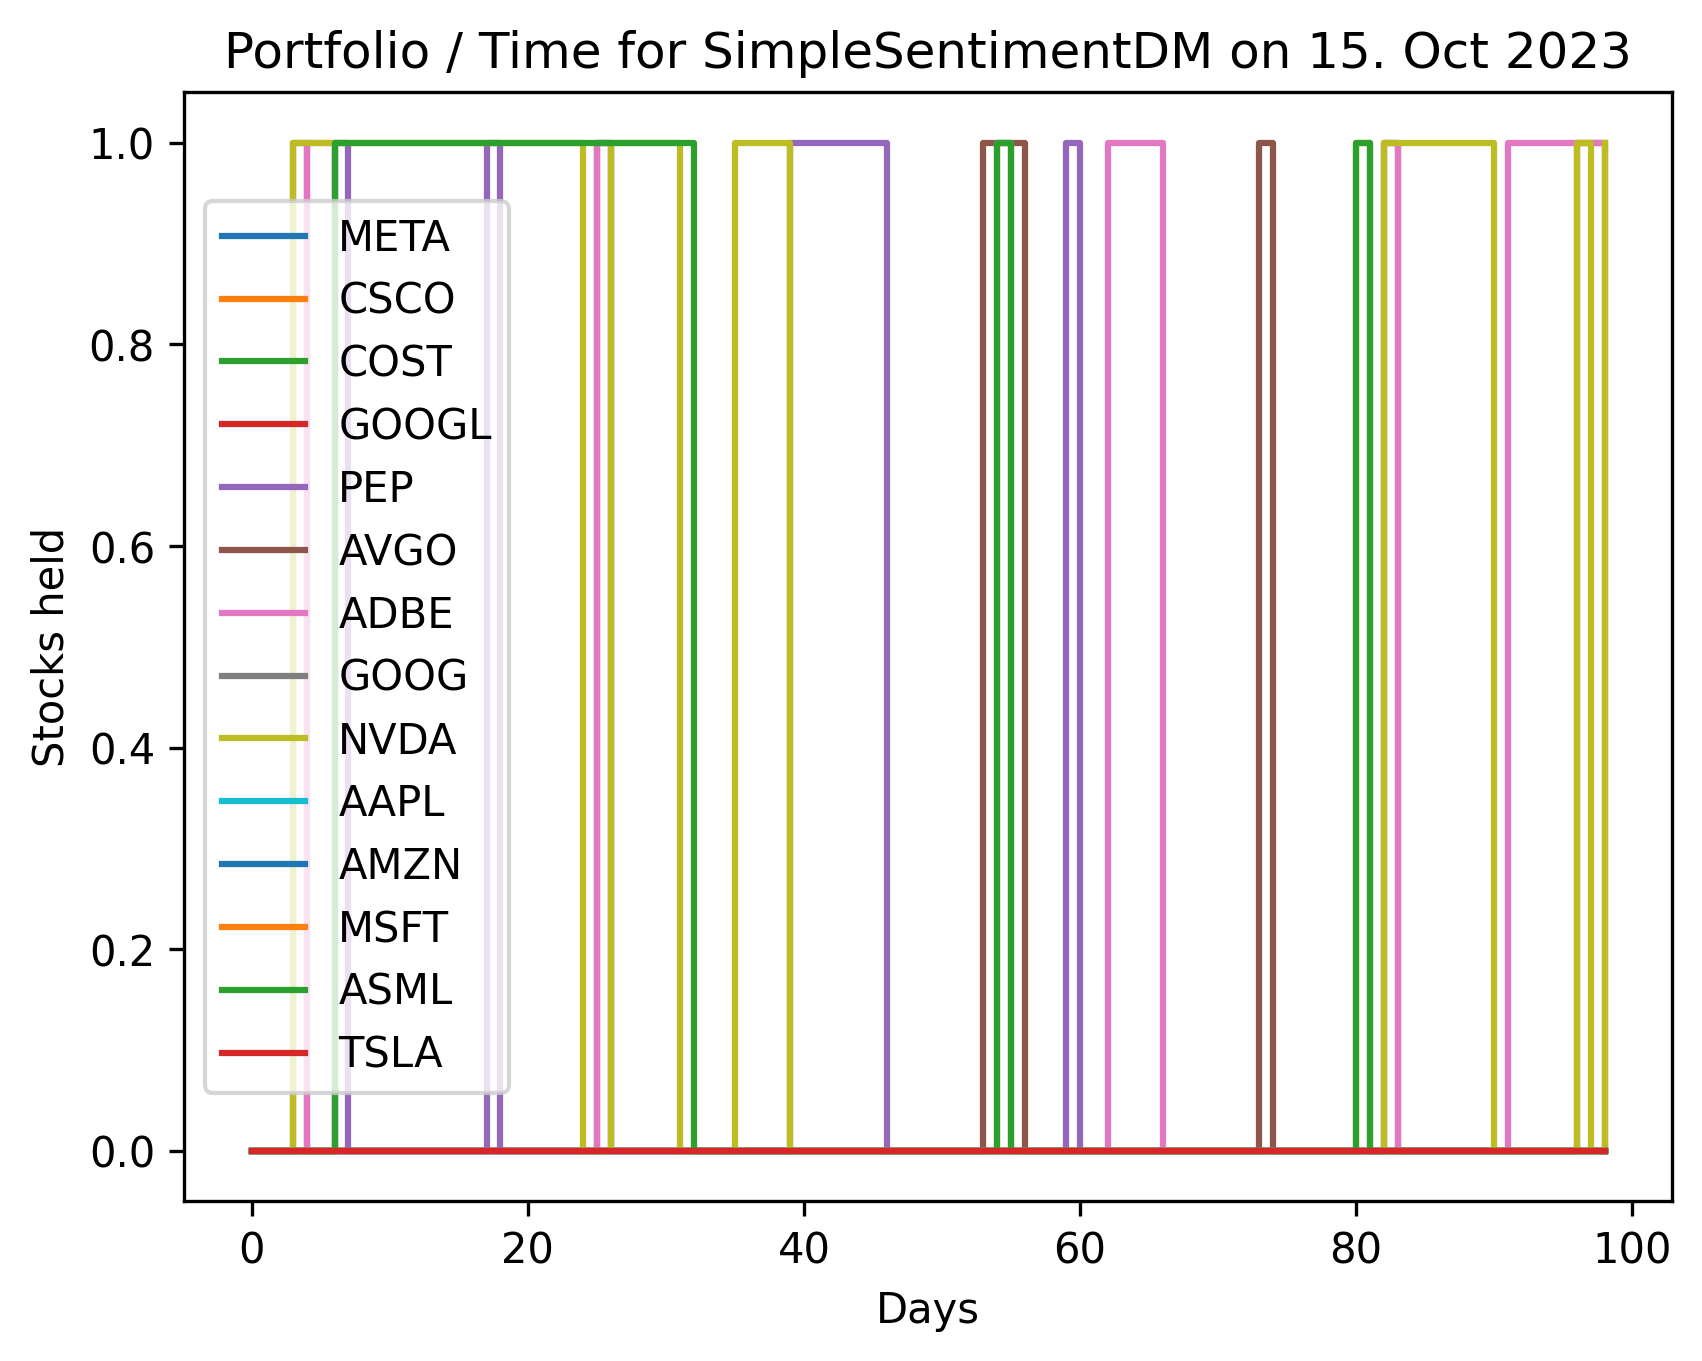 Portfolio / Time for SimpleSentimentDM on 15. Oct 2023
1.0
0.8
0.6
0.4
0.2
0.0
Stocks held
META
CSCO
COST
GOOGL
PEP
AVGO
ADBE
GOOG
NVDA
AAPL
AMZN
MSFT
ASML
TSLA
0 20 40 60 80 100
Days